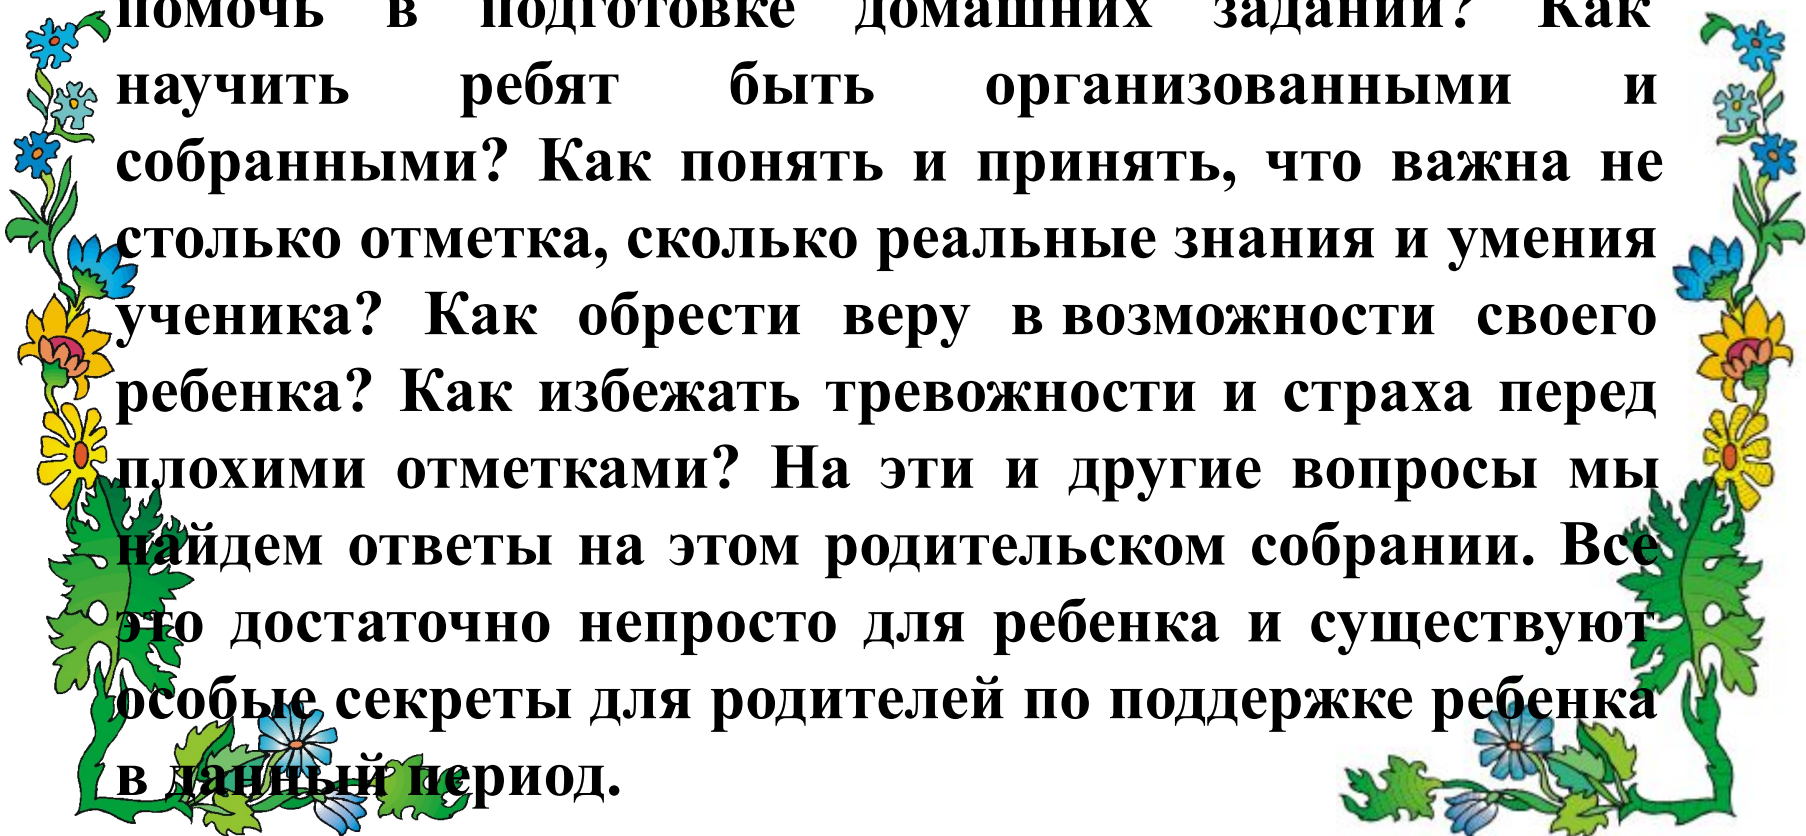 помочь в подготовке домашних заданий? Как
научить ребят быть организованными и
собранными? Как понять и принять, что важна не
столько отметка, сколько реальные знания и умения
ученика? Как обрести веру в возможности своего
ребенка? Как избежать тревожности и страха перед
плохими отметками? На эти и другие вопросы мы
найдем ответы на этом родительском собрании. Все
это достаточно непросто для ребенка и существуют
особые секреты для родителей по поддержке ребенка
в данный период.